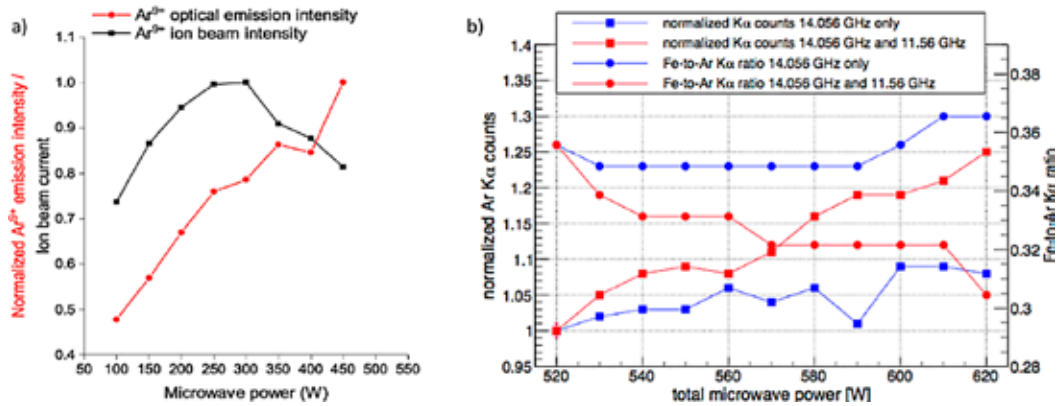 a)
Ar⁹⁺ optical emission intensity
Ar⁹⁺ ion beam intensity
Normalized Ar⁹⁺ emission intensity /
Ion beam current
1.1
1.0
0.9
0.8
0.7
0.6
0.5
0.4
50 100 150 200 250 300 350 400 450 500 550
Microwave power (W)
b)
normalized Kα counts 14.056 GHz only
normalized Kα counts 14.056 GHz and 11.56 GHz
Fe-to-Ar Kα ratio 14.056 GHz only
Fe-to-Ar Kα ratio 14.056 GHz and 11.56 GHz
normalized Ar Kα counts
1.4
1.35
1.3
1.25
1.2
1.15
1.1
1.05
1
0.95
520 540 560 580 600 620
total microwave power [W]
0.38
0.36
0.34
0.32
0.3
0.28
Fe-to-Ar Kα ratio